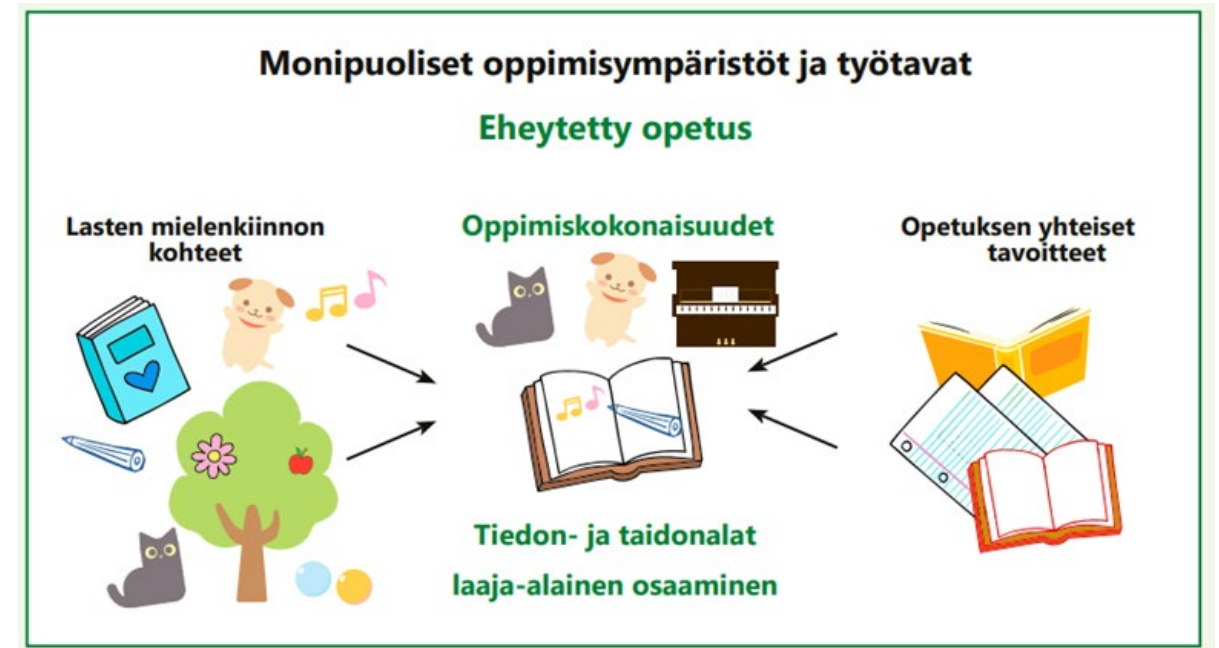 Monipuoliset oppimisympäristöt ja työtavat
Eheytetty opetus
Lasten mielenkiinnon
kohteet
Oppimiskokonaisuudet
Opetuksen yhteiset
tavoitteet
Tiedon- ja taidonalat
laaja-alainen osaaminen